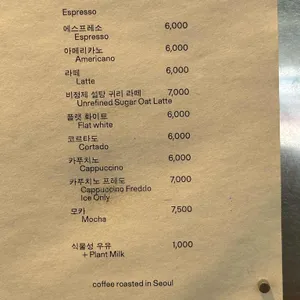 Espresso
에스프레소 6,000
Espresso
아메리카노 6,000
Americano
라떼 6,000
Latte
비정제 설탕 귀리 라떼 7,000
Unrefined Sugar Oat Latte
플랫 화이트 6,000
Flat white
코르타도 6,000
Cortado
카푸치노 6,000
Cappuccino
카푸치노 프레도 7,000
Cappuccino Freddo
Ice Only
모카 7,500
Mocha
식물성 우유 1,000
+ Plant Milk
coffee roasted in Seoul